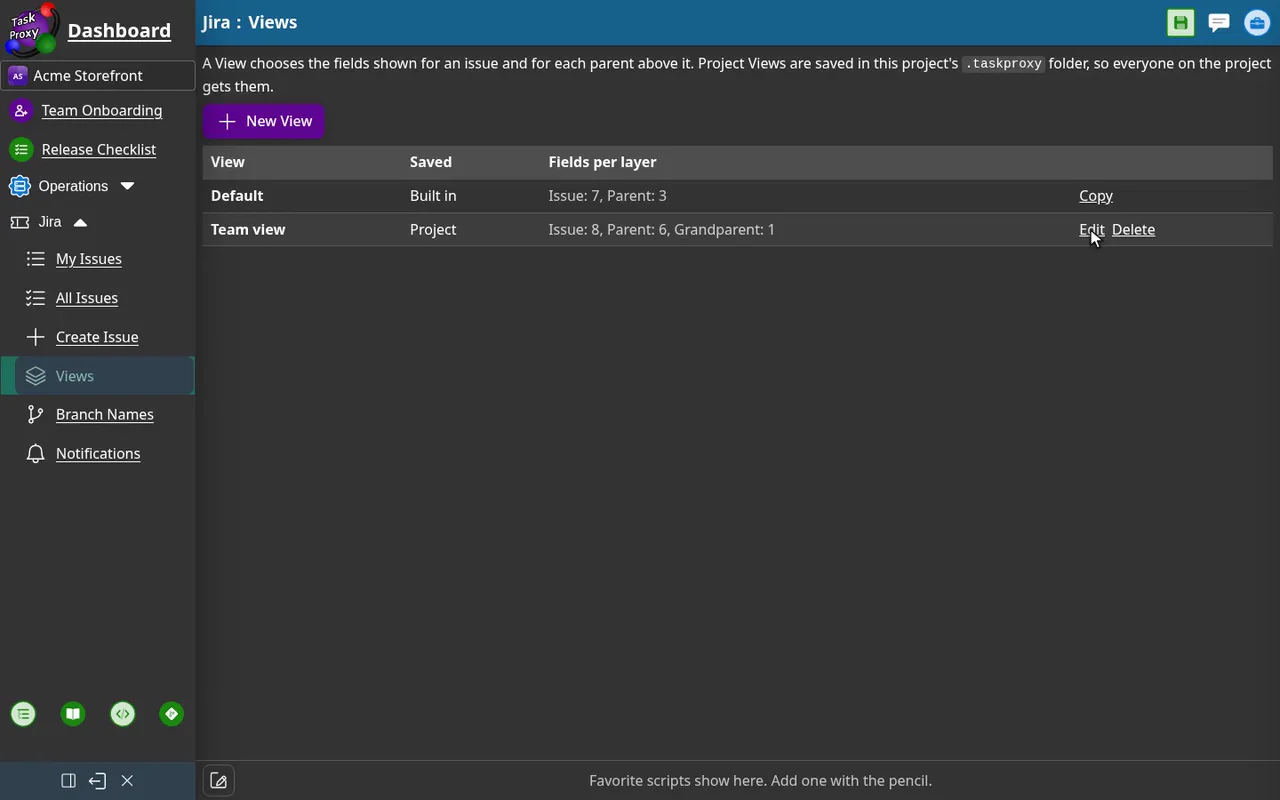 Task
Proxy
Dashboard
Jira : Views
AS Acme Storefront
Team Onboarding
Release Checklist
Operations
Jira
My Issues
All Issues
Create Issue
Views
Branch Names
Notifications
A View chooses the fields shown for an issue and for each parent above it. Project Views are saved in this project's .taskproxy folder, so everyone on the project
gets them.
New View
View Saved Fields per layer
Default Built in Issue: 7, Parent: 3 Copy
Team view Project Issue: 8, Parent: 6, Grandparent: 1 Edit Delete
Favorite scripts show here. Add one with the pencil.